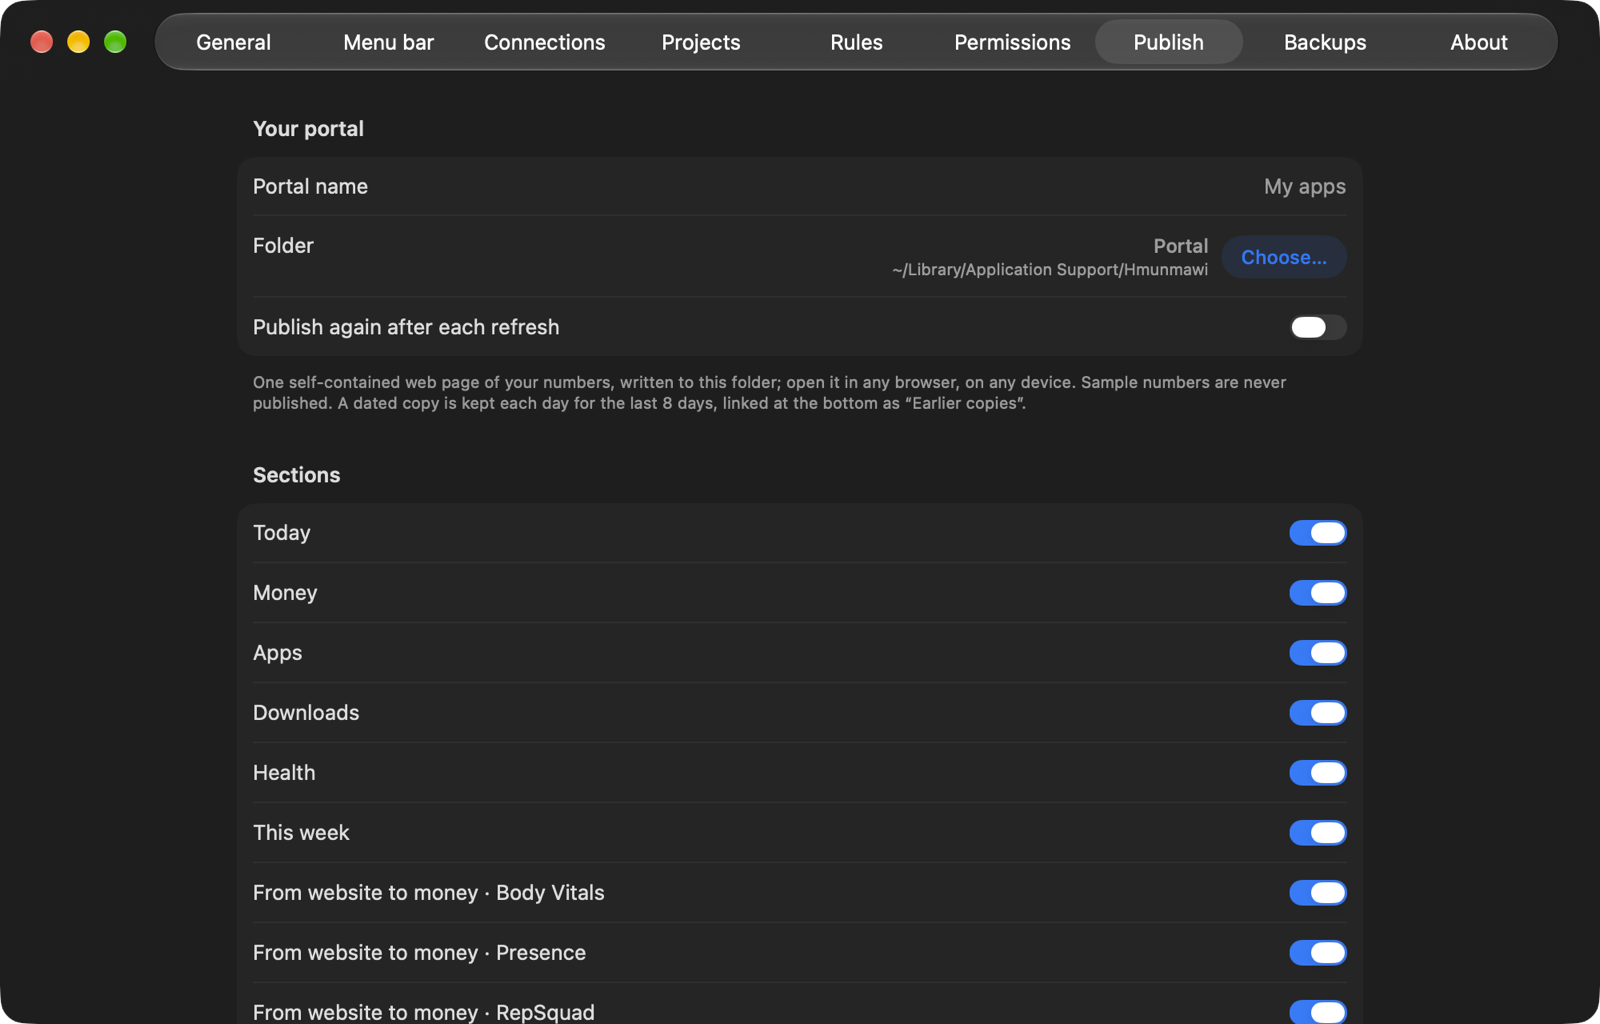 General
Menu bar
Connections
Projects
Rules
Permissions
Publish
Backups
About
Your portal
Portal name
My apps
Folder
Portal
~/Library/Application Support/Hmunmawi
Choose...
Publish again after each refresh
One self-contained web page of your numbers, written to this folder; open it in any browser, on any device. Sample numbers are never
published. A dated copy is kept each day for the last 8 days, linked at the bottom as “Earlier copies”.
Sections
Today
Money
Apps
Downloads
Health
This week
From website to money · Body Vitals
From website to money · Presence
From website to money · RepSquad